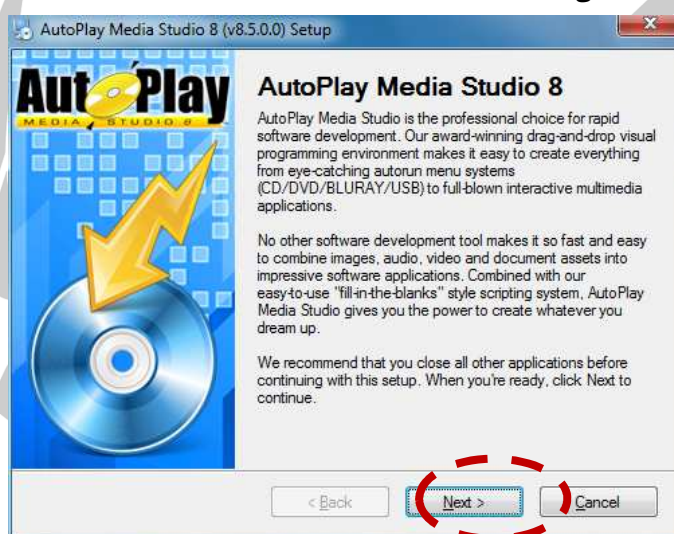 AutoPlay Media Studio 8 (v8.5.0.0) Setup
AutoPlay
MEDIA STUDIO 8
AutoPlay Media Studio 8
AutoPlay Media Studio is the professional choice for rapid
software development. Our award-winning drag-and-drop visual
programming environment makes it easy to create everything
from eye-catching autorun menu systems
(CD/DVD/BLURAY/USB) to full-blown interactive multimedia
applications.
No other software development tool makes it so fast and easy
to combine images, audio, video and document assets into
impressive software applications. Combined with our
easy-to-use "fill-in-the-blanks" style scripting system, AutoPlay
Media Studio gives you the power to create whatever you
dream up.
We recommend that you close all other applications before
continuing with this setup. When you're ready, click Next to
continue.
< Back
Next >
Cancel